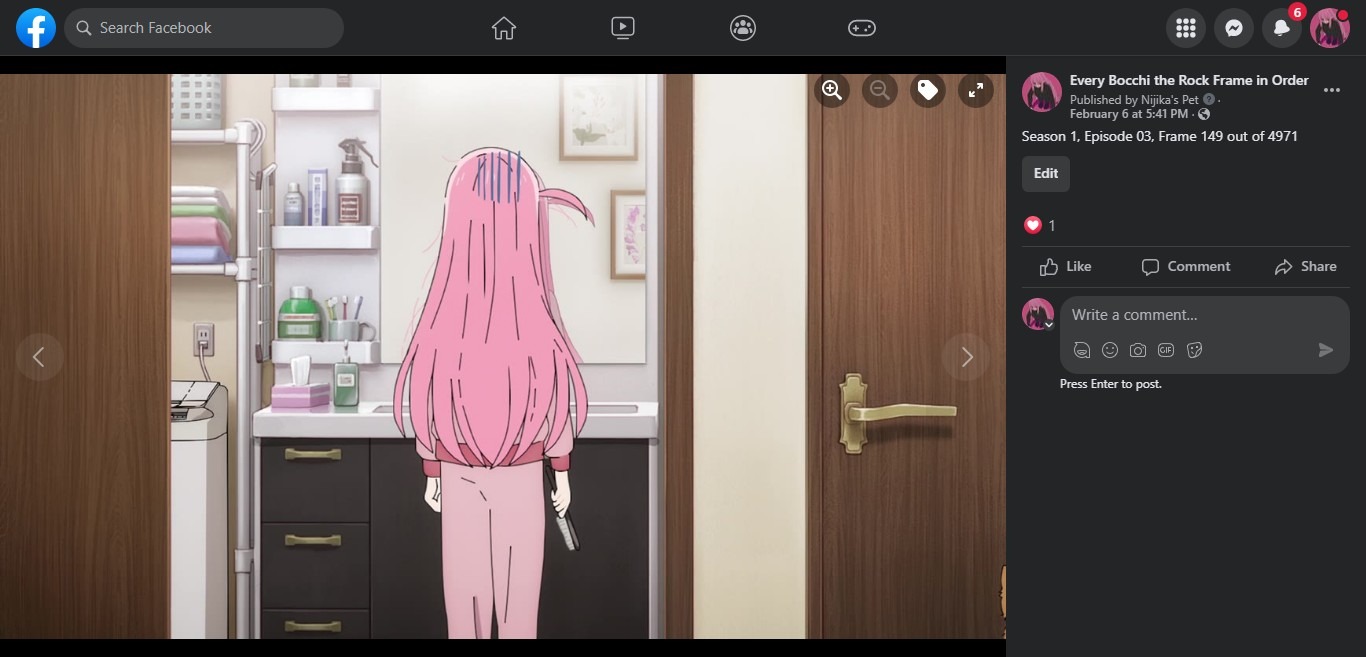 Search Facebook
6
Every Bocchi the Rock Frame in Order
Published by Nijika's Pet ·
February 6 at 5:41 PM ·
Season 1, Episode 03, Frame 149 out of 4971
Edit
1
Like Comment Share
Write a comment...
GIF
Press Enter to post.